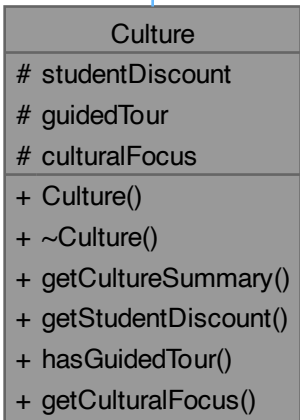 Culture
# studentDiscount
# guidedTour
# culturalFocus
+ Culture()
+ ~Culture()
+ getCultureSummary()
+ getStudentDiscount()
+ hasGuidedTour()
+ getCulturalFocus()